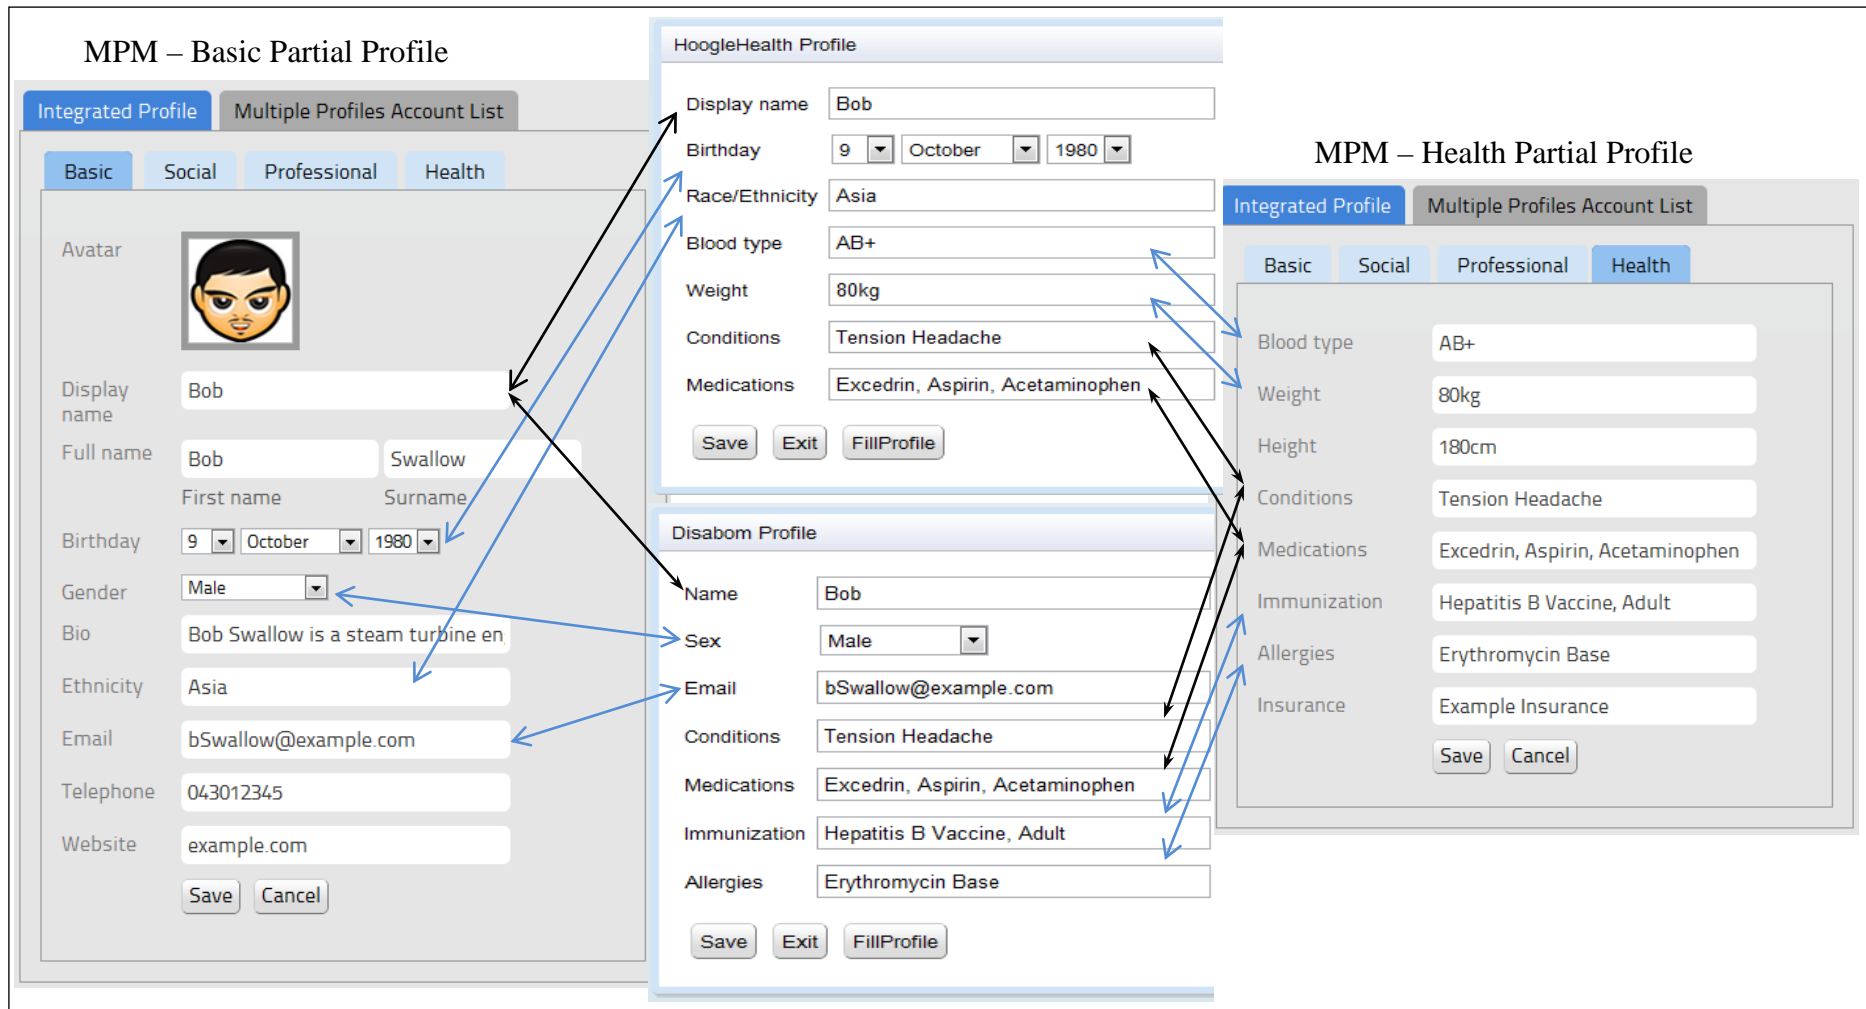 MPM – Basic Partial Profile
Integrated Profile
Multiple Profiles Account List
Basic
Social
Professional
Health
Avatar
Display name
Bob
Full name
Bob
Swallow
First name
Surname
Birthday
9
October
1980
Gender
Male
Bio
Bob Swallow is a steam turbine en
Ethnicity
Asia
Email
bSwallow@example.com
Telephone
043012345
Website
example.com
Save
Cancel
HoogleHealth Profile
Display name
Bob
Birthday
9
October
1980
Race/Ethnicity
Asia
Blood type
AB+
Weight
80kg
Conditions
Tension Headache
Medications
Excedrin, Aspirin, Acetaminophen
Save
Exit
FillProfile
Disabom Profile
Name
Bob
Sex
Male
Email
bSwallow@example.com
Conditions
Tension Headache
Medications
Excedrin, Aspirin, Acetaminophen
Immunization
Hepatitis B Vaccine, Adult
Allergies
Erythromycin Base
Save
Exit
FillProfile
MPM – Health Partial Profile
Integrated Profile
Multiple Profiles Account List
Basic
Social
Professional
Health
Blood type
AB+
Weight
80kg
Height
180cm
Conditions
Tension Headache
Medications
Excedrin, Aspirin, Acetaminophen
Immunization
Hepatitis B Vaccine, Adult
Allergies
Erythromycin Base
Insurance
Example Insurance
Save
Cancel